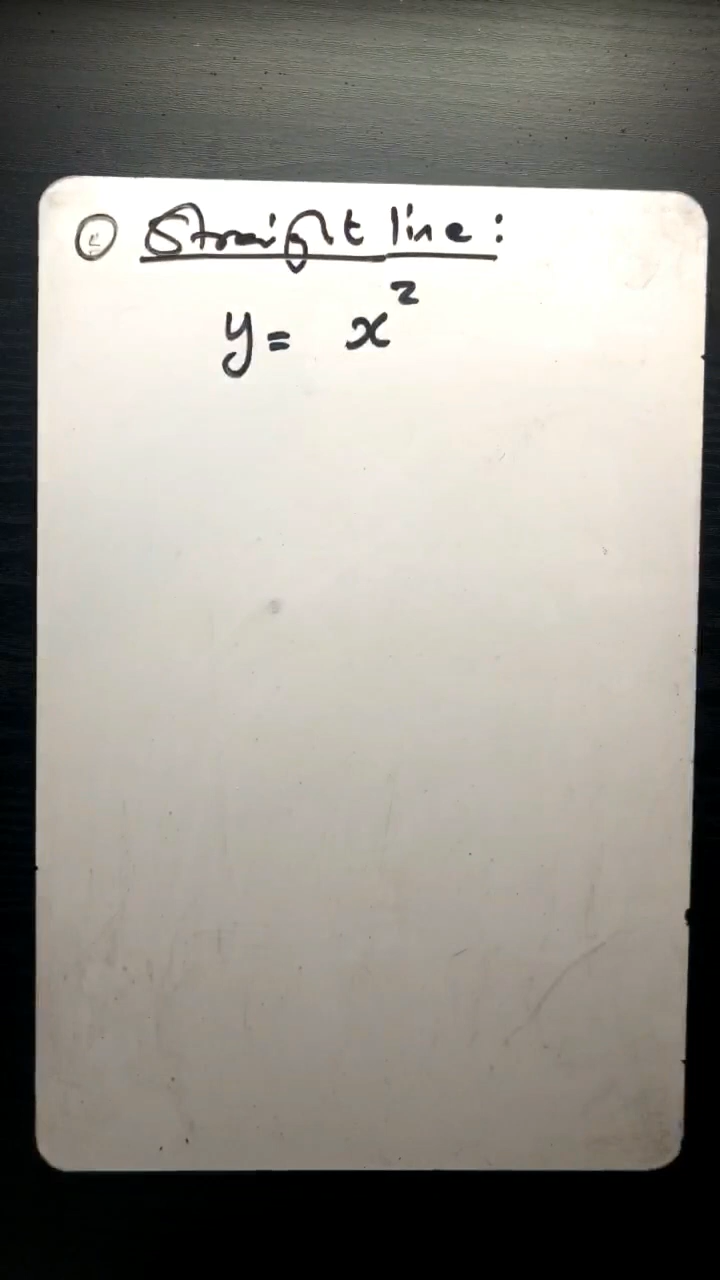 Straight line:
y = x²